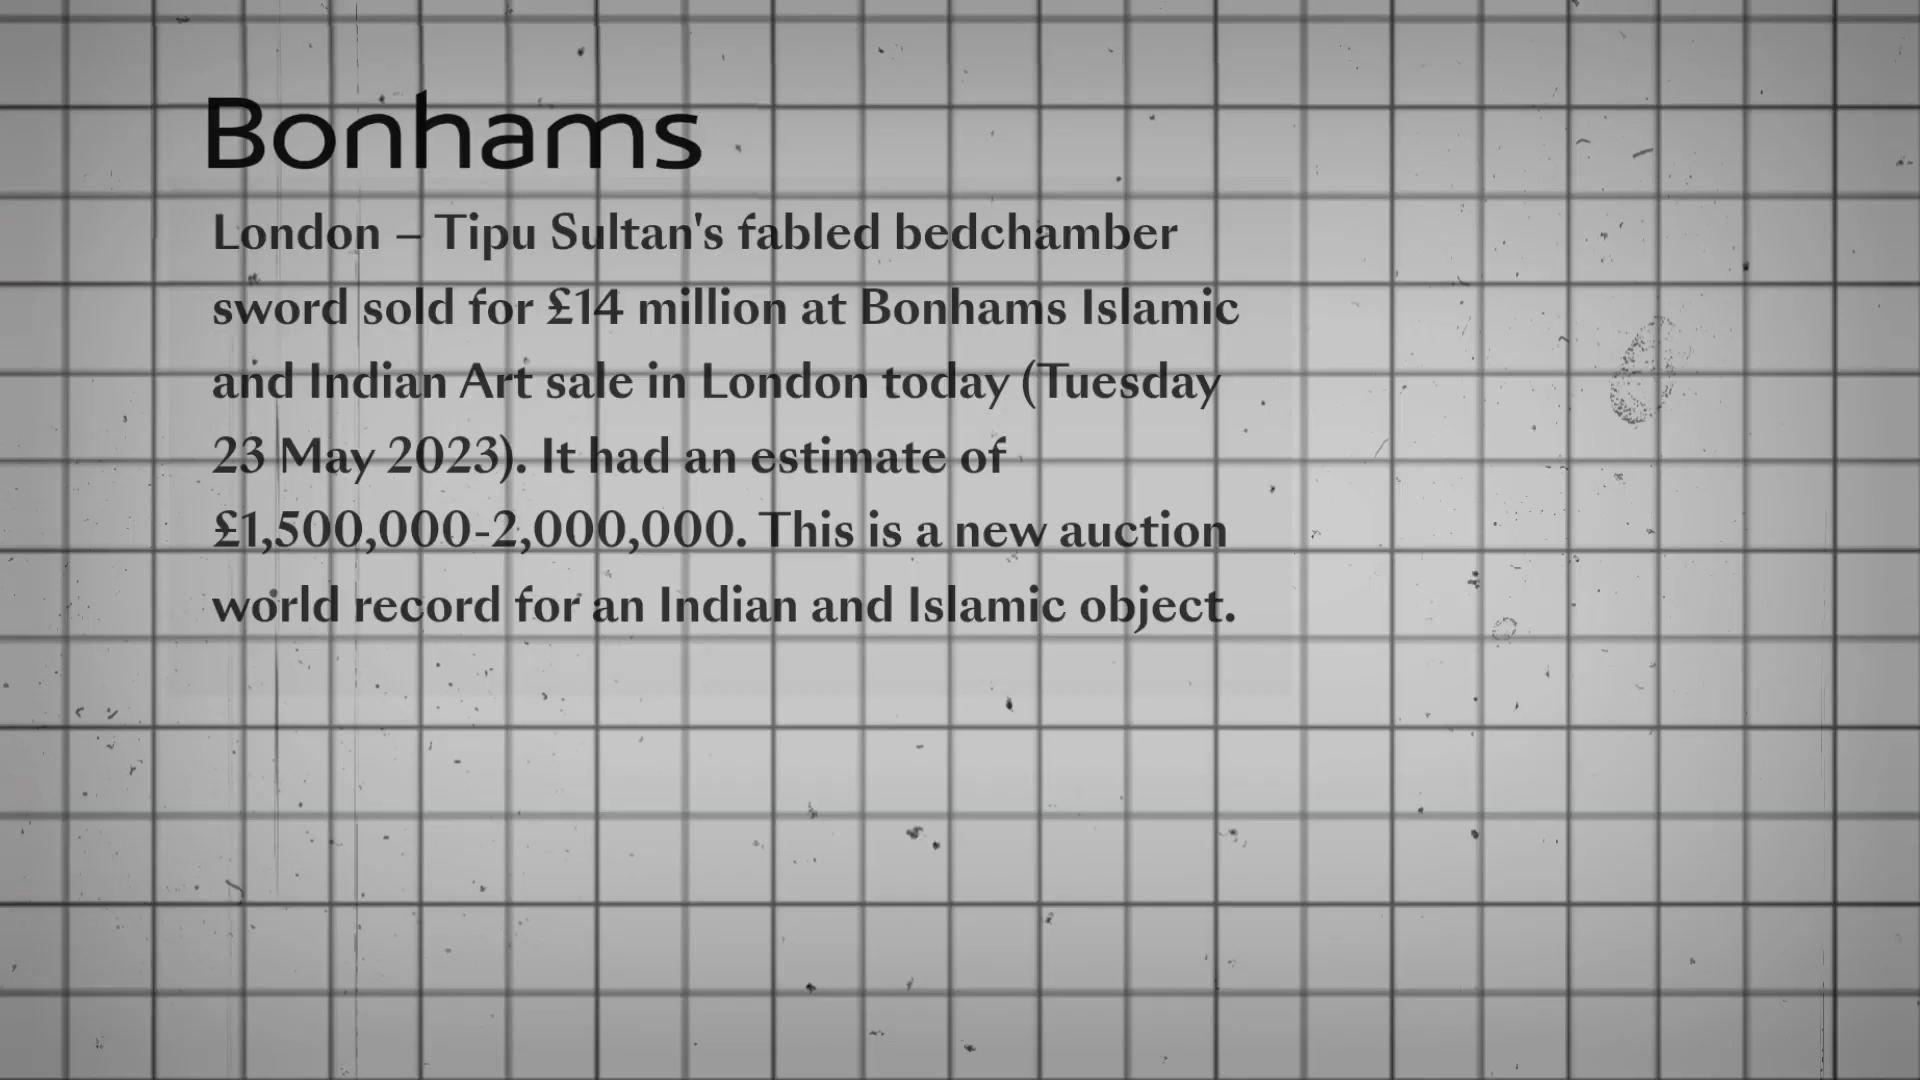 Bonhams
London – Tipu Sultan's fabled bedchamber
sword sold for £14 million at Bonhams Islamic
and Indian Art sale in London today (Tuesday
23 May 2023). It had an estimate of
£1,500,000-2,000,000. This is a new auction
world record for an Indian and Islamic object.